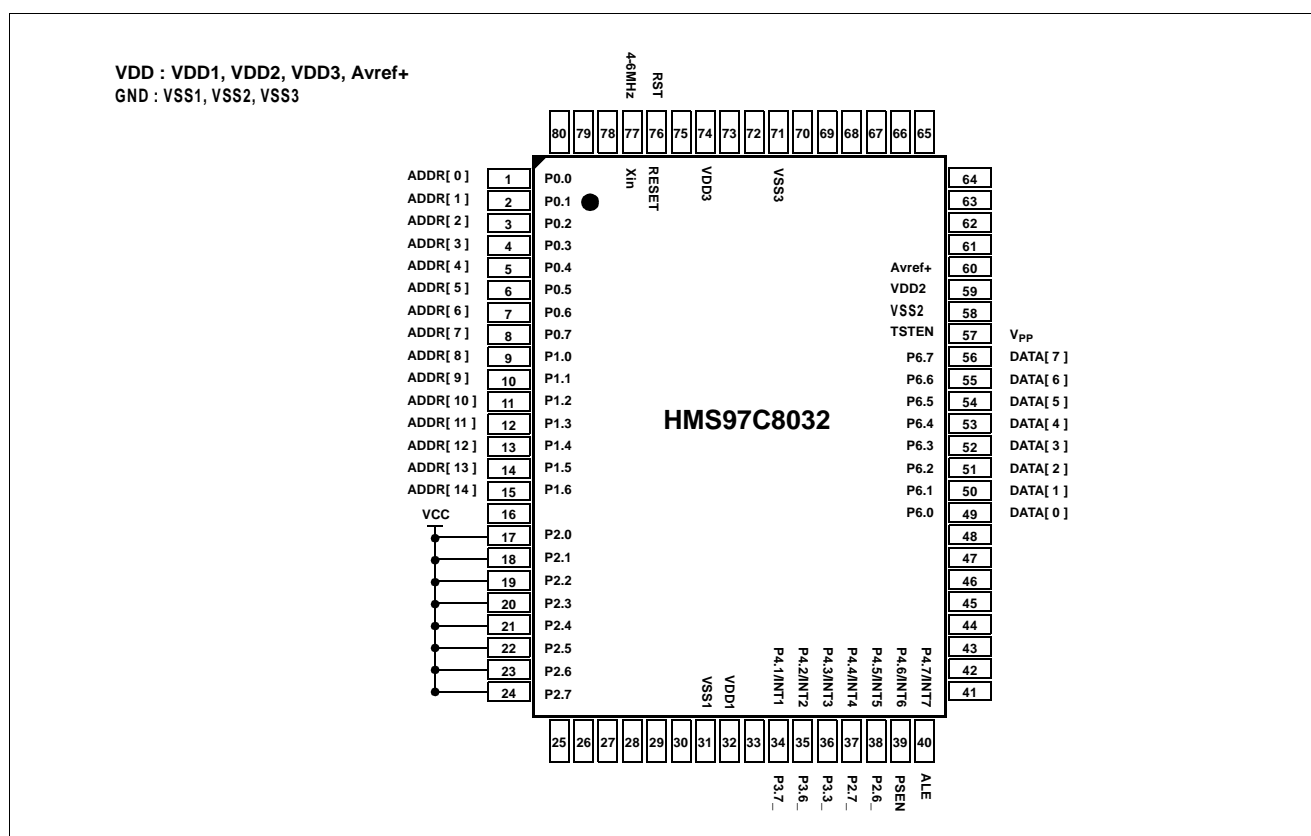 VDD : VDD1, VDD2, VDD3, Avref+
GND : VSS1, VSS2, VSS3
4-6MHz
RST
80 79 78 77 76 75 74 73 72 71 70 69 68 67 66 65
Xin
RESET
VDD3
VSS3
ADDR[ 0 ] 1 P0.0 64
ADDR[ 1 ] 2 P0.1 63
ADDR[ 2 ] 3 P0.2 62
ADDR[ 3 ] 4 P0.3 61
ADDR[ 4 ] 5 P0.4 Avref+ 60
ADDR[ 5 ] 6 P0.5 VDD2 59
ADDR[ 6 ] 7 P0.6 VSS2 58
ADDR[ 7 ] 8 P0.7 TSTEN 57 VPP
ADDR[ 8 ] 9 P1.0 P6.7 56 DATA[ 7 ]
ADDR[ 9 ] 10 P1.1 P6.6 55 DATA[ 6 ]
ADDR[ 10 ] 11 P1.2 P6.5 54 DATA[ 5 ]
ADDR[ 11 ] 12 P1.3 HMS97C8032 P6.4 53 DATA[ 4 ]
ADDR[ 12 ] 13 P1.4 P6.3 52 DATA[ 3 ]
ADDR[ 13 ] 14 P1.5 P6.2 51 DATA[ 2 ]
ADDR[ 14 ] 15 P1.6 P6.1 50 DATA[ 1 ]
VCC 16 P6.0 49 DATA[ 0 ]
17 P2.0 48
18 P2.1 47
19 P2.2 46
20 P2.3 45
21 P2.4 44
22 P2.5 43
23 P2.6 42
24 P2.7 41
VSS1
VDD1
P4.1/INT1
P4.2/INT2
P4.3/INT3
P4.4/INT4
P4.5/INT5
P4.6/INT6
P4.7/INT7
25 26 27 28 29 30 31 32 33 34 35 36 37 38 39 40
P3.7_
P3.6_
P3.3_
P2.7_
P2.6_
PSEN
ALE